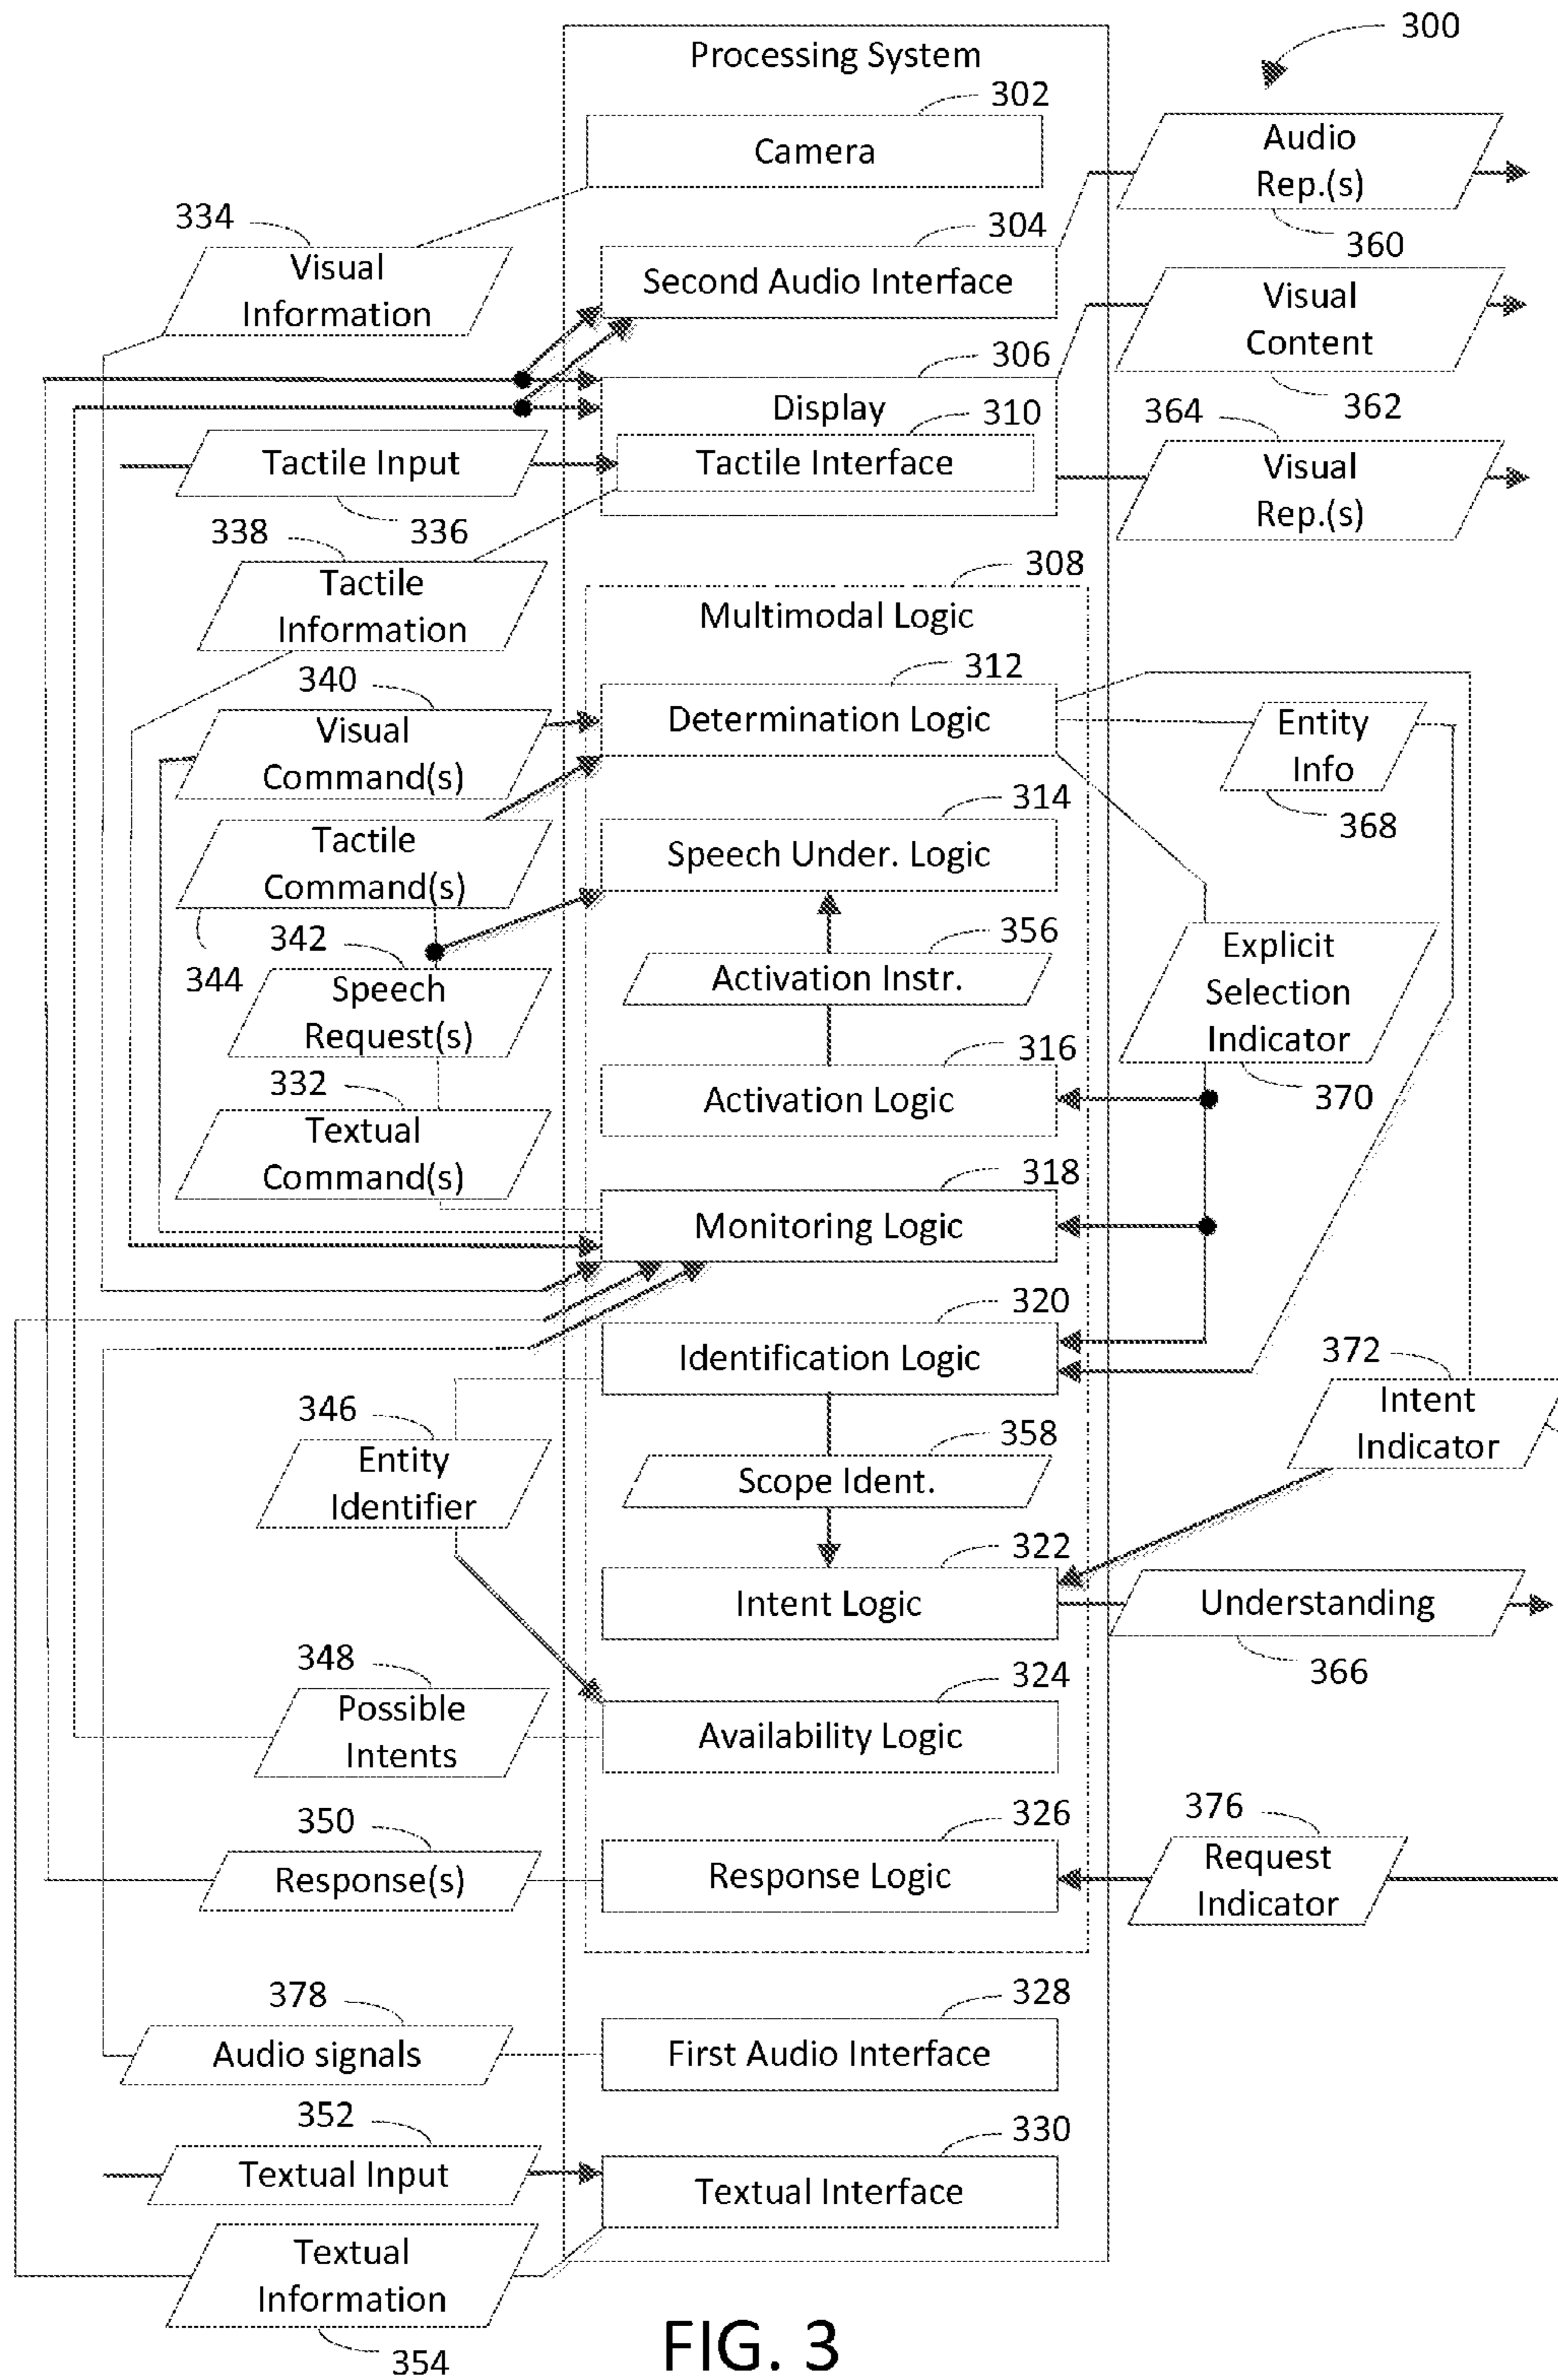 300
Processing System
302
Camera
Audio
Rep.(s)
360
334
Visual
Information
304
Second Audio Interface
Visual
Content
362
306
Display
310
Tactile Interface
Tactile Input
336
364
Visual
Rep.(s)
338
Tactile
Information
308
Multimodal Logic
340
Visual
Command(s)
312
Determination Logic
Entity
Info
368
Tactile
Command(s)
344
314
Speech Under. Logic
342
Speech
Request(s)
356
Activation Instr.
Explicit
Selection
Indicator
370
332
Textual
Command(s)
316
Activation Logic
318
Monitoring Logic
320
Identification Logic
372
Intent
Indicator
346
Entity
Identifier
358
Scope Ident.
322
Intent Logic
Understanding
366
348
Possible
Intents
324
Availability Logic
350
Response(s)
326
Response Logic
376
Request
Indicator
378
Audio signals
328
First Audio Interface
352
Textual Input
330
Textual Interface
Textual
Information
354
FIG. 3